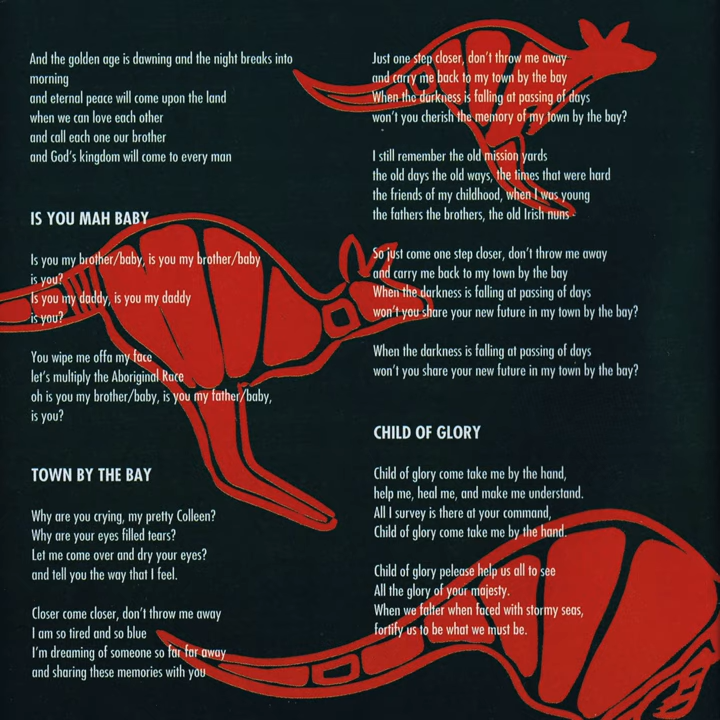 And the golden age is dawning and the night breaks into
morning
and eternal peace will come upon the land
when we can love each other
and call each one our brother
and God's kingdom will come to every man
IS YOU MAH BABY
Is you my brother/baby, is you my brother/baby
is you?
Is you my daddy, is you my daddy
is you?
You wipe me offa my face
let's multiply the Aboriginal Race
oh is you my brother/baby, is you my father/baby,
is you?
TOWN BY THE BAY
Why are you crying, my pretty Colleen?
Why are your eyes filled tears?
Let me come over and dry your eyes?
and tell you the way that I feel.
Closer come closer, don't throw me away
I am so tired and so blue
I'm dreaming of someone so far far away
and sharing these memories with you
Just one step closer, don't throw me away
and carry me back to my town by the bay
When the darkness is falling at passing of days
won't you cherish the memory of my town by the bay?
I still remember the old mission yards
the old days the old ways, the times that were hard
the friends of my childhood, when I was young
the fathers the brothers, the old Irish nuns
So just come one step closer, don't throw me away
and carry me back to my town by the bay
When the darkness is falling at passing of days
won't you share your new future in my town by the bay?
When the darkness is falling at passing of days
won't you share your new future in my town by the bay?
CHILD OF GLORY
Child of glory come take me by the hand,
help me, heal me, and make me understand.
All I survey is there at your command,
Child of glory come take me by the hand.
Child of glory pelease help us all to see
All the glory of your majesty.
When we falter when faced with stormy seas,
fortify us to be what we must be.